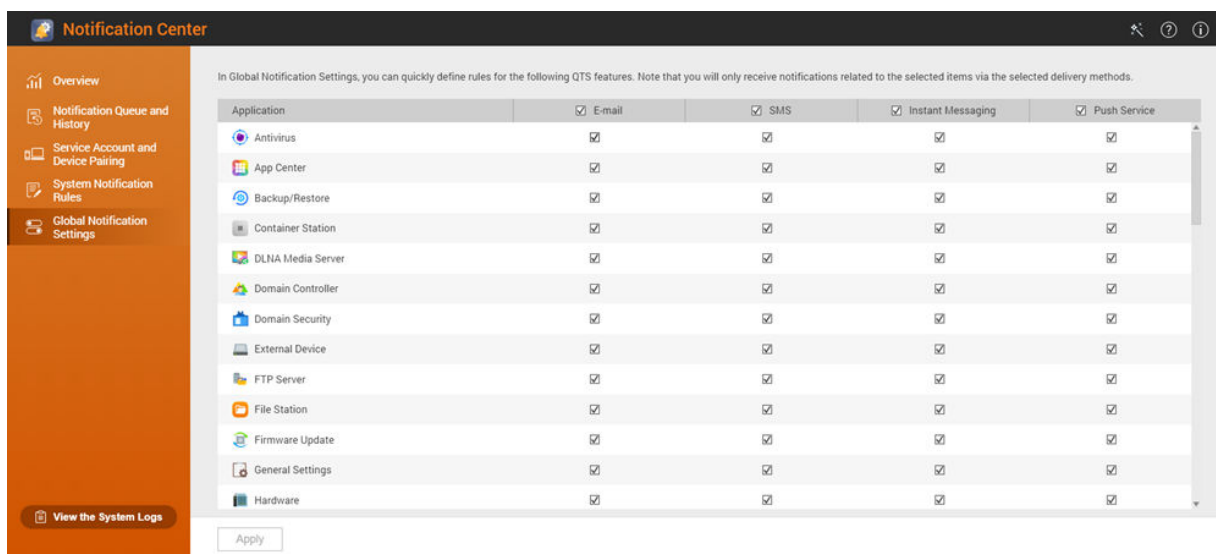 Notification Center
Overview
Notification Queue and
History
Service Account and
Device Pairing
System Notification
Rules
Global Notification
Settings
View the System Logs
In Global Notification Settings, you can quickly define rules for the following QTS features. Note that you will only receive notifications related to the selected items via the selected delivery methods.
Application E-mail SMS Instant Messaging Push Service
Antivirus
App Center
Backup/Restore
Container Station
DLNA Media Server
Domain Controller
Domain Security
External Device
FTP Server
File Station
Firmware Update
General Settings
Hardware
Apply